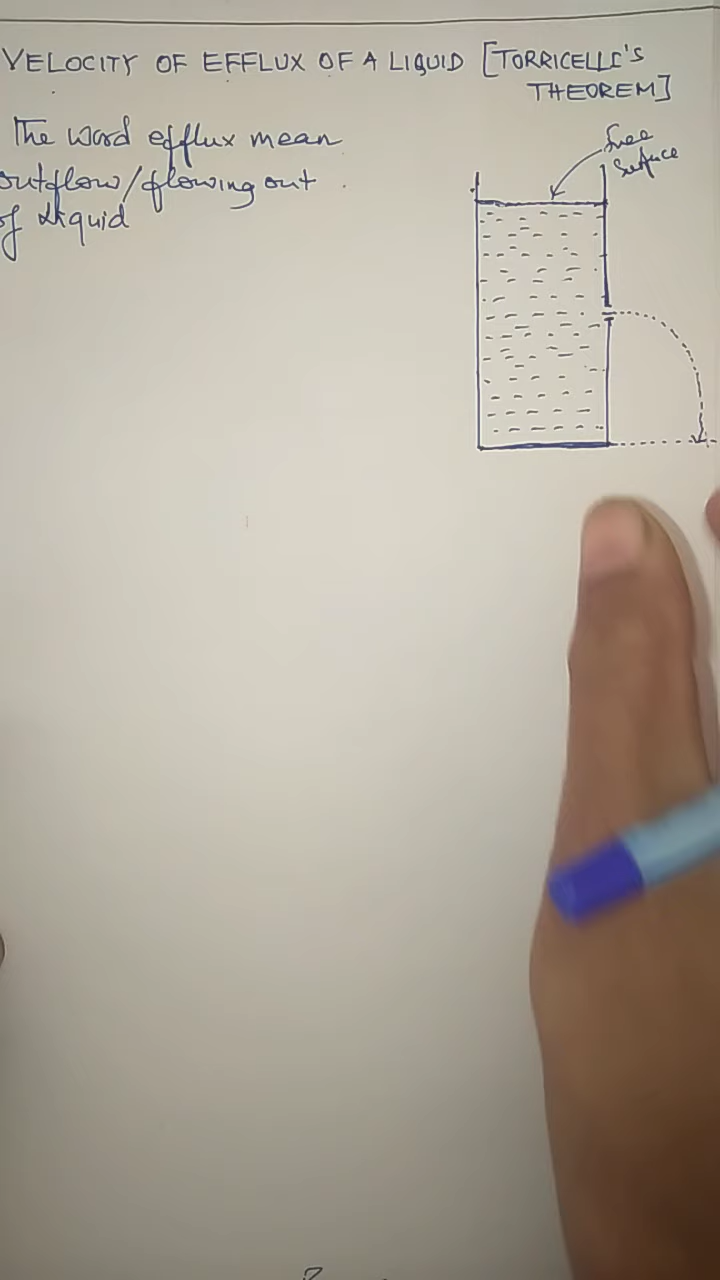 VELOCITY OF EFFLUX OF A LIQUID [TORRICELLI'S
THEOREM]
The word efflux mean
outflow/flowing out
of liquid
free
surface